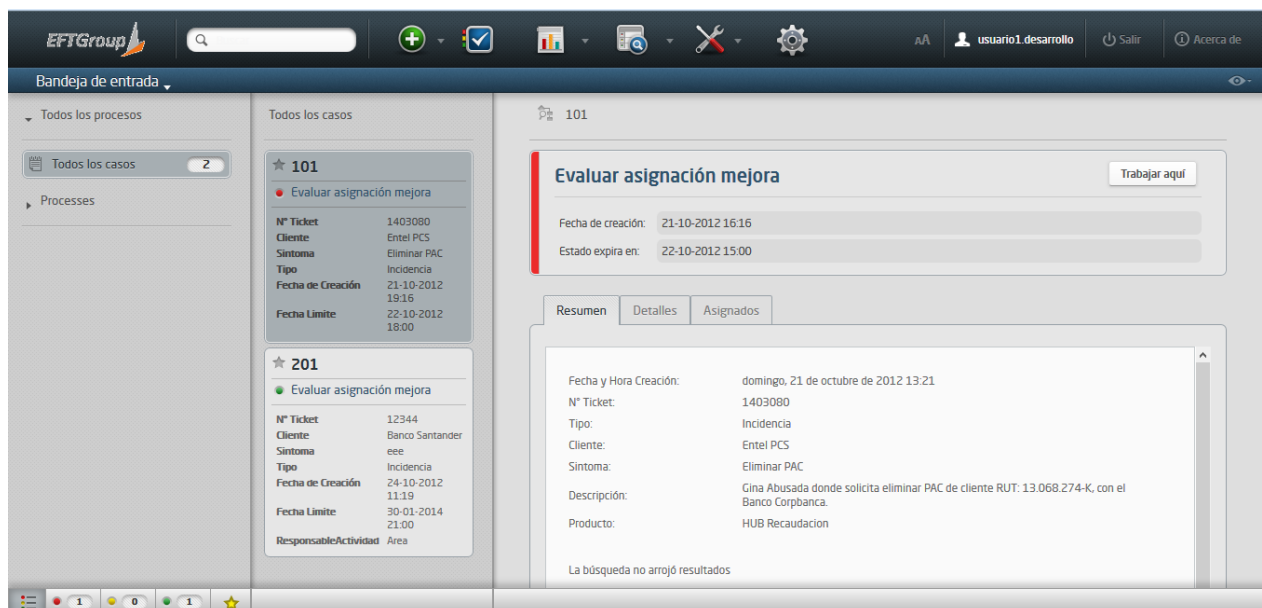 EFTGroup
AA usuario1.desarrollo Salir Acerca de
Bandeja de entrada
Todos los procesos
Todos los casos 2
Processes
Todos los casos
101
Evaluar asignación mejora
N° Ticket 1403080
Cliente Entel PCS
Sintoma Eliminar PAC
Tipo Incidencia
Fecha de Creación 21-10-2012
19:16
Fecha Limite 22-10-2012
18:00
201
Evaluar asignación mejora
N° Ticket 12344
Cliente Banco Santander
Sintoma eee
Tipo Incidencia
Fecha de Creación 24-10-2012
11:19
Fecha Limite 30-01-2014
21:00
ResponsableActividad Area
101
Evaluar asignación mejora Trabajar aquí
Fecha de creación: 21-10-2012 16:16
Estado expira en: 22-10-2012 15:00
Resumen Detalles Asignados
Fecha y Hora Creación: domingo, 21 de octubre de 2012 13:21
N° Ticket: 1403080
Tipo: Incidencia
Cliente: Entel PCS
Sintoma: Eliminar PAC
Descripción: Gina Abusada donde solicita eliminar PAC de cliente RUT: 13.068.274-K, con el
Banco Corpbanca.
Producto: HUB Recaudacion
La búsqueda no arrojó resultados
1 0 1